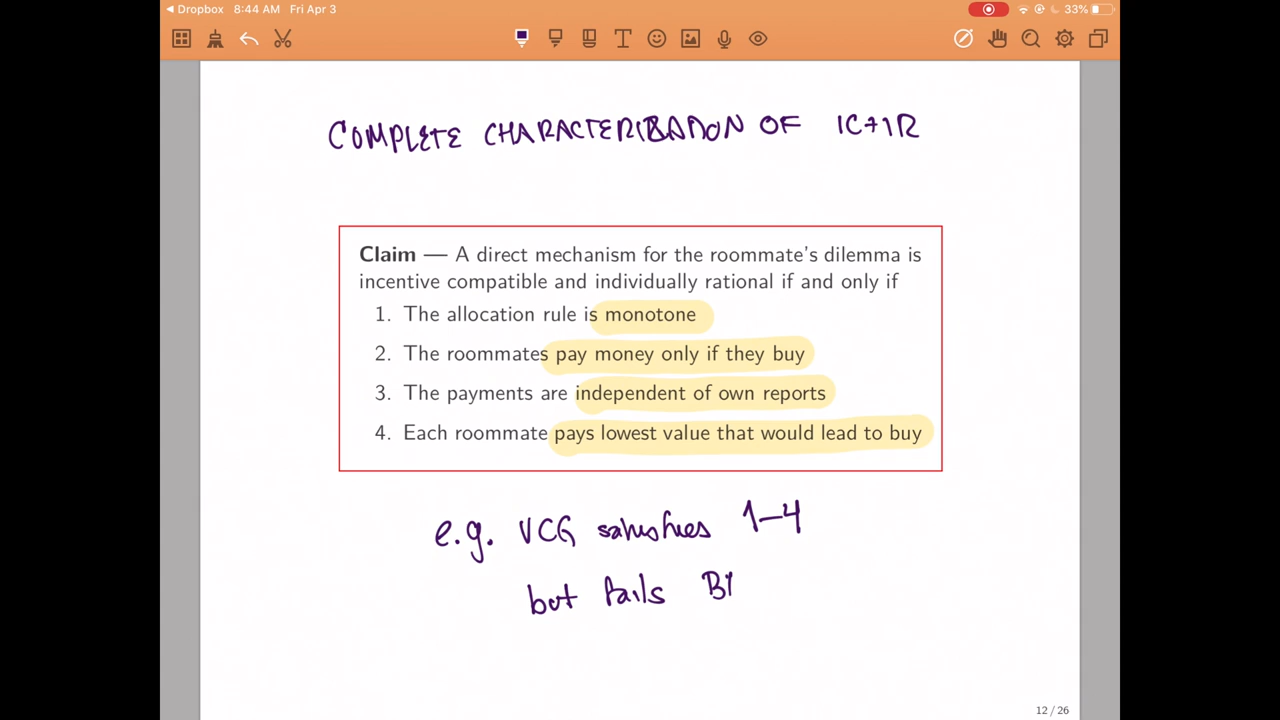 Dropbox 8:44 AM Fri Apr 3 33%
COMPLETE CHARACTERIZATION OF IC+IR
Claim — A direct mechanism for the roommate's dilemma is
incentive compatible and individually rational if and only if
1. The allocation rule is monotone
2. The roommates pay money only if they buy
3. The payments are independent of own reports
4. Each roommate pays lowest value that would lead to buy
e.g. VCG satisfies 1–4
but fails
12 / 26